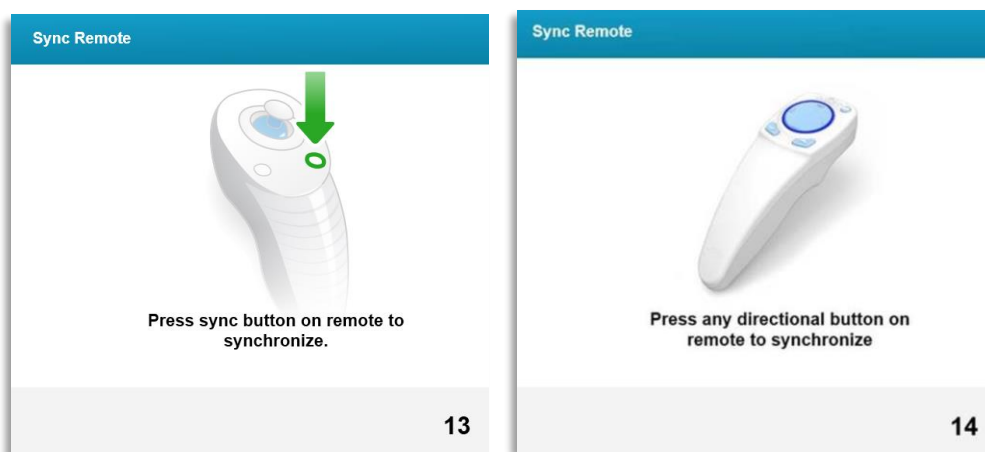 Sync Remote
Press sync button on remote to
synchronize.
13
Sync Remote
Press any directional button on
remote to synchronize
14